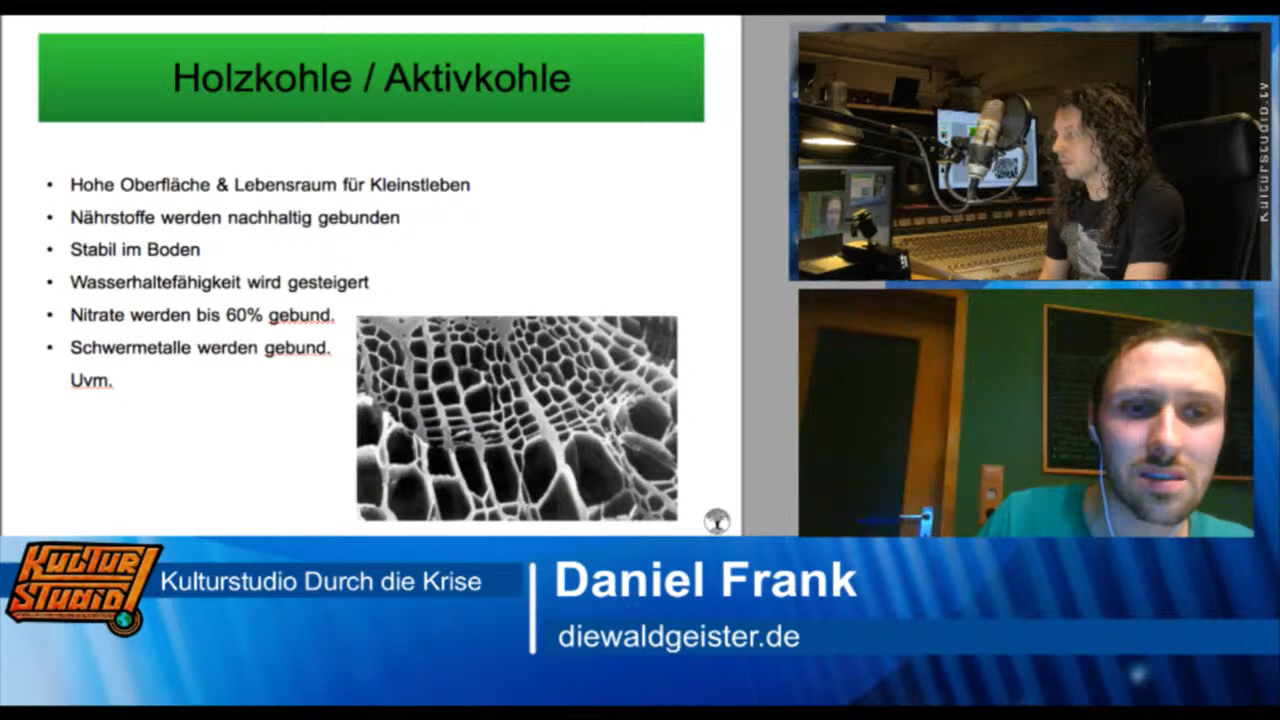 Holzkohle / Aktivkohle
• Hohe Oberfläche & Lebensraum für Kleinstleben
• Nährstoffe werden nachhaltig gebunden
• Stabil im Boden
• Wasserhaltefähigkeit wird gesteigert
• Nitrate werden bis 60% gebund.
• Schwermetalle werden gebund.
Uvm.
Kulturstudio.tv
KULTUR
STUDIO!
Kulturstudio Durch die Krise
Daniel Frank
diewaldgeister.de